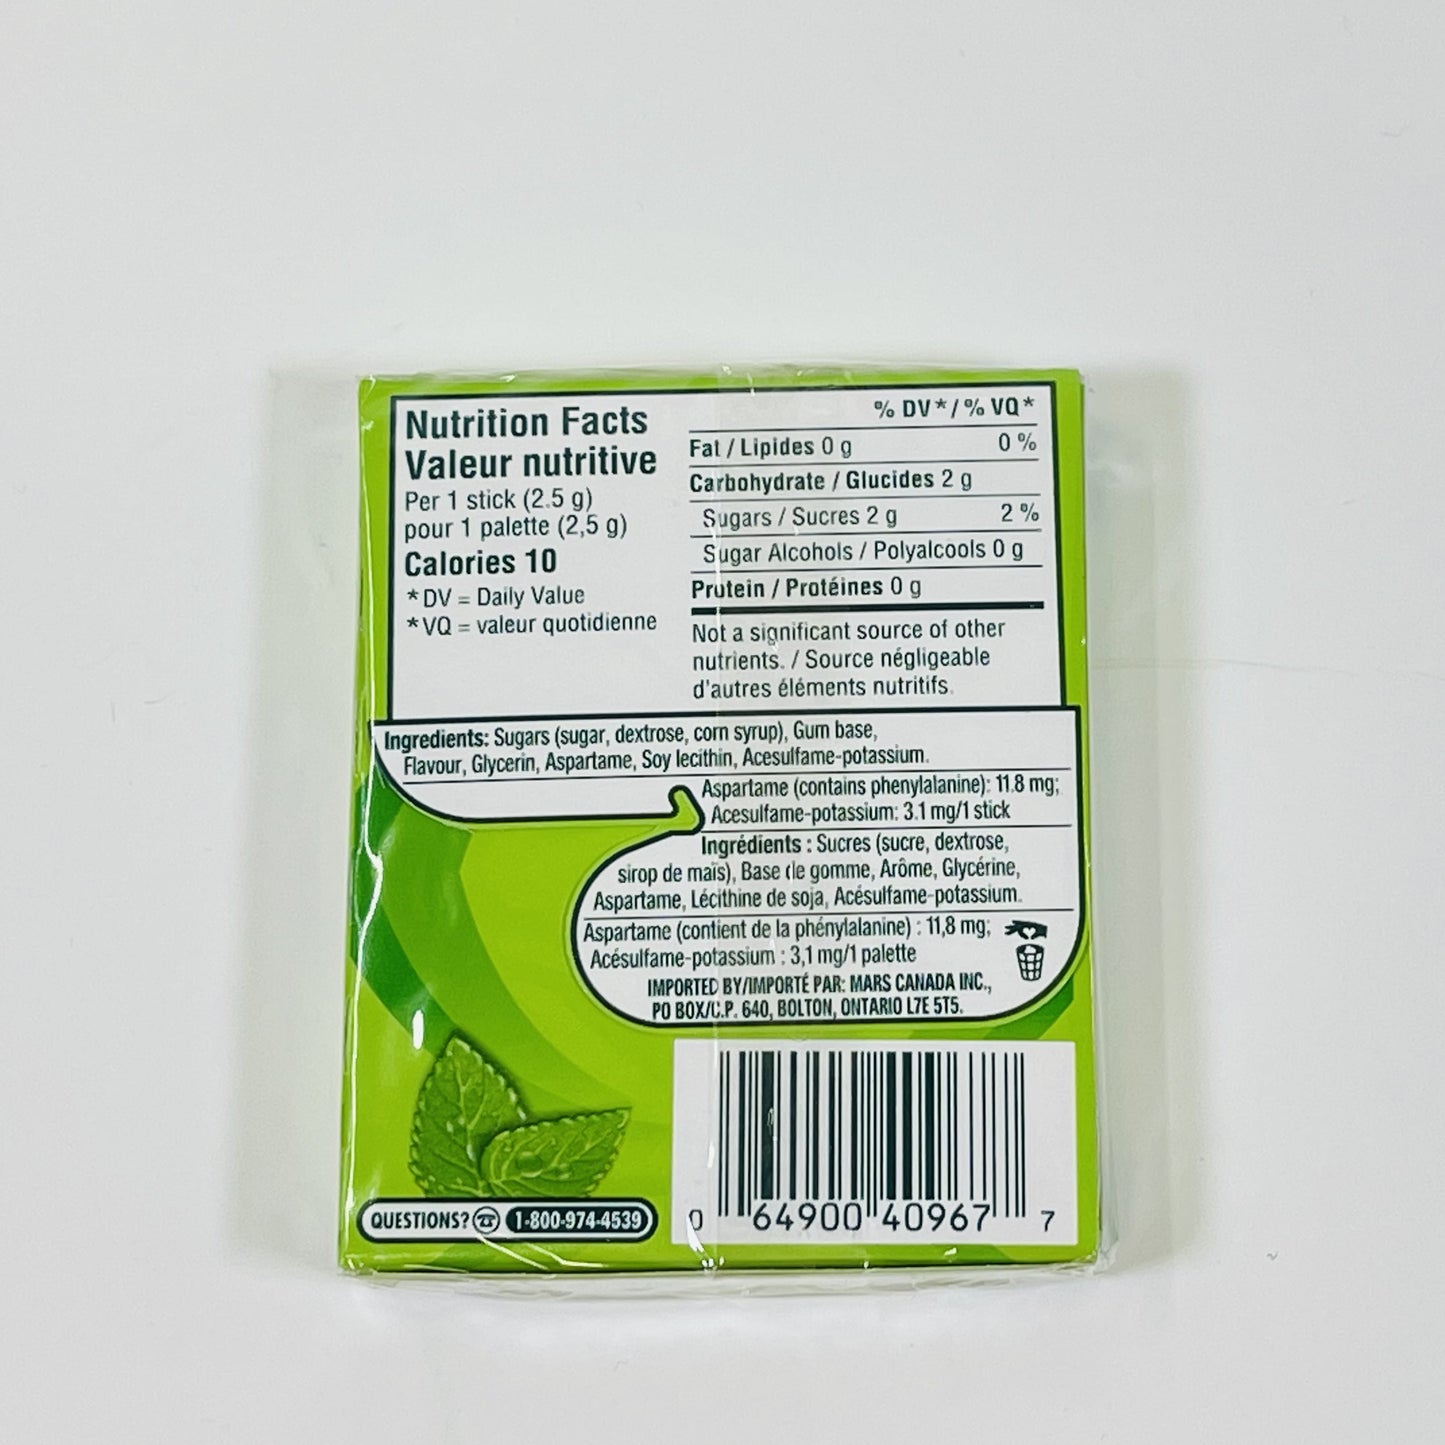 Nutrition Facts
Valeur nutritive
Per 1 stick (2.5 g)
pour 1 palette (2,5 g)
Calories 10
* DV = Daily Value
* VQ = valeur quotidienne
% DV* / % VQ*
Fat / Lipides 0 g 0 %
Carbohydrate / Glucides 2 g
Sugars / Sucres 2 g 2 %
Sugar Alcohols / Polyalcools 0 g
Protein / Protéines 0 g
Not a significant source of other
nutrients. / Source négligeable
d'autres éléments nutritifs.
Ingredients: Sugars (sugar, dextrose, corn syrup), Gum base,
Flavour, Glycerin, Aspartame, Soy lecithin, Acesulfame-potassium.
Aspartame (contains phenylalanine): 11.8 mg;
Acesulfame-potassium: 3.1 mg/1 stick
Ingrédients : Sucres (sucre, dextrose,
sirop de maïs), Base de gomme, Arôme, Glycérine,
Aspartame, Lécithine de soja, Acésulfame-potassium.
Aspartame (contient de la phénylalanine) : 11,8 mg;
Acésulfame-potassium : 3,1 mg/1 palette
IMPORTED BY/IMPORTÉ PAR: MARS CANADA INC.,
PO BOX/C.P. 640, BOLTON, ONTARIO L7E 5T5.
QUESTIONS? 1-800-974-4539
0 64900 40967 7